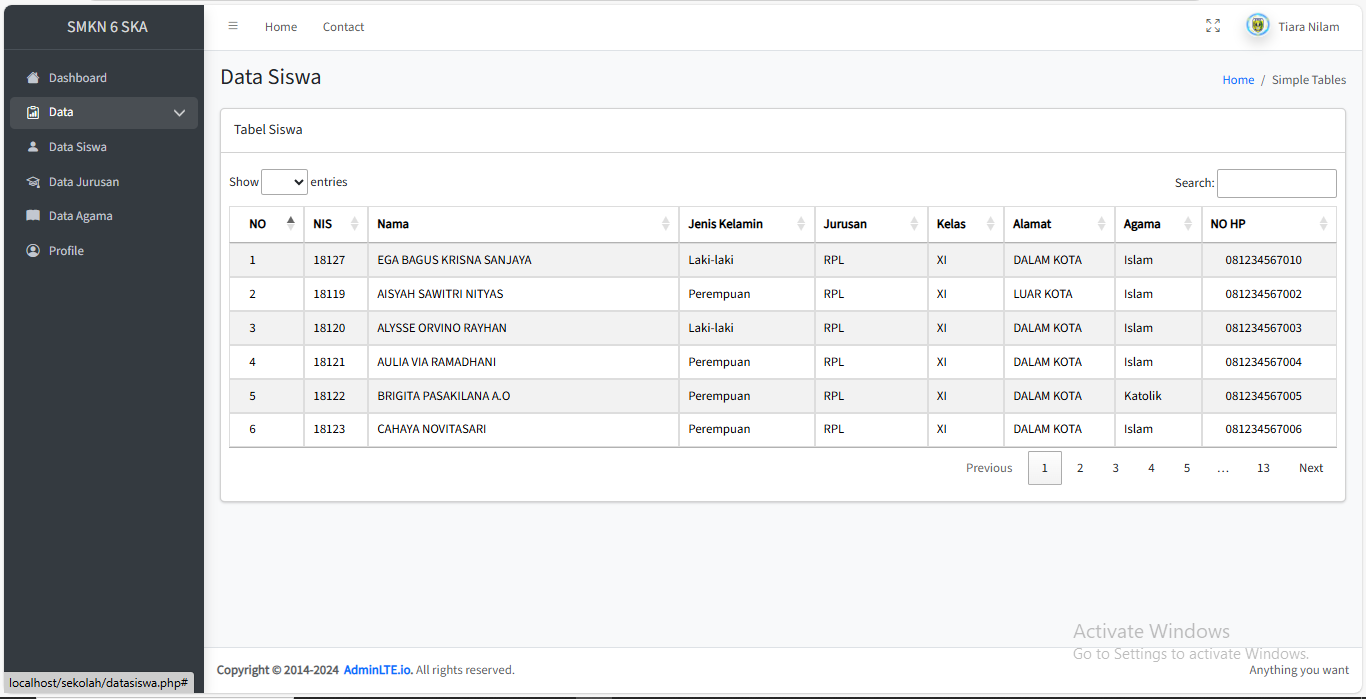 SMKN 6 SKA
Home Contact
Tiara Nilam
Dashboard
Data
Data Siswa
Data Jurusan
Data Agama
Profile
Data Siswa
Home / Simple Tables
Tabel Siswa
Show entries
Search:
NO NIS Nama Jenis Kelamin Jurusan Kelas Alamat Agama NO HP
1 18127 EGA BAGUS KRISNA SANJAYA Laki-laki RPL XI DALAM KOTA Islam 081234567010
2 18119 AISYAH SAWITRI NITYAS Perempuan RPL XI LUAR KOTA Islam 081234567002
3 18120 ALYSSE ORVINO RAYHAN Laki-laki RPL XI DALAM KOTA Islam 081234567003
4 18121 AULIA VIA RAMADHANI Perempuan RPL XI DALAM KOTA Islam 081234567004
5 18122 BRIGITA PASAKILANA A.O Perempuan RPL XI DALAM KOTA Katolik 081234567005
6 18123 CAHAYA NOVITASARI Perempuan RPL XI DALAM KOTA Islam 081234567006
Previous 1 2 3 4 5 … 13 Next
Activate Windows
Go to Settings to activate Windows.
Copyright © 2014-2024 AdminLTE.io. All rights reserved.
Anything you want
localhost/sekolah/datasiswa.php#